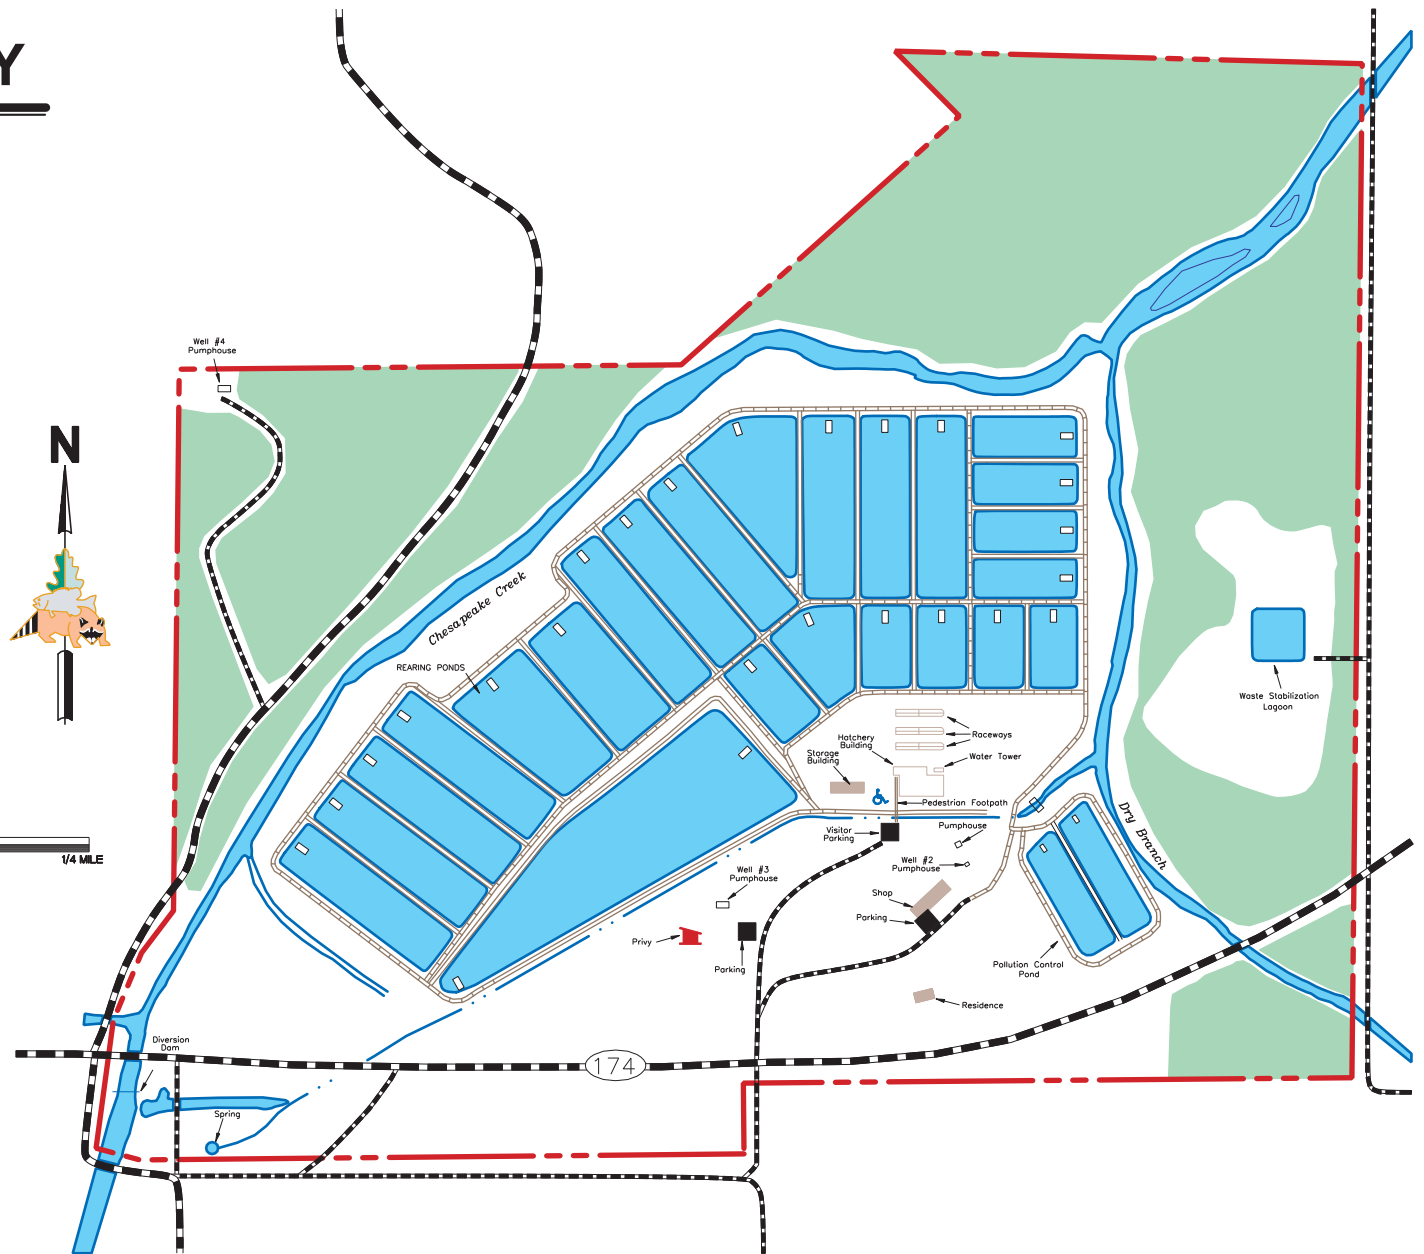 Y
Well #4
Pumphouse
N
Chesapeake Creek
REARING PONDS
Waste Stabilization
Lagoon
Hatchery
Building
Raceways
Storage
Building
Water Tower
Pedestrian Footpath
Dry Branch
Visitor
Parking
Pumphouse
1/4 MILE
Well #2
Pumphouse
Well #3
Pumphouse
Shop
Parking
Privy
Parking
Pollution Control
Pond
Residence
Diversion
Dam
174
Spring